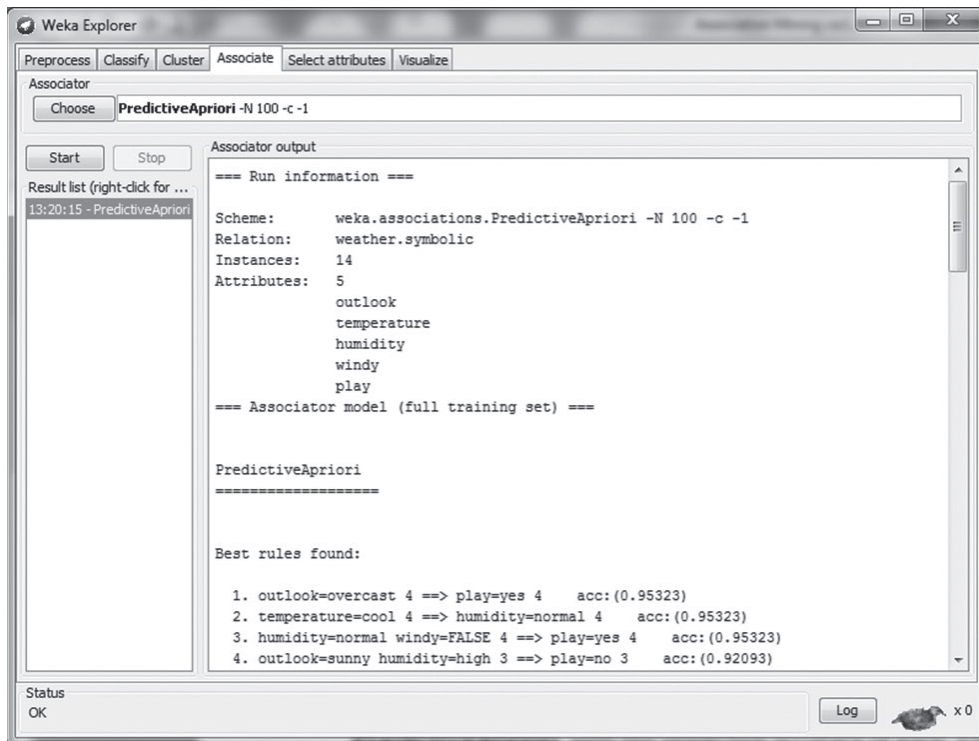 Weka Explorer
Preprocess Classify Cluster Associate Select attributes Visualize
Associator
Choose PredictiveApriori -N 100 -c -1
Start Stop
Result list (right-click for ...
13:20:15 - PredictiveApriori
Associator output
=== Run information ===
Scheme: weka.associations.PredictiveApriori -N 100 -c -1
Relation: weather.symbolic
Instances: 14
Attributes: 5
outlook
temperature
humidity
windy
play
=== Associator model (full training set) ===
PredictiveApriori
===================
Best rules found:
1. outlook=overcast 4 ==> play=yes 4 acc:(0.95323)
2. temperature=cool 4 ==> humidity=normal 4 acc:(0.95323)
3. humidity=normal windy=FALSE 4 ==> play=yes 4 acc:(0.95323)
4. outlook=sunny humidity=high 3 ==> play=no 3 acc:(0.92093)
Status
OK
Log
x 0